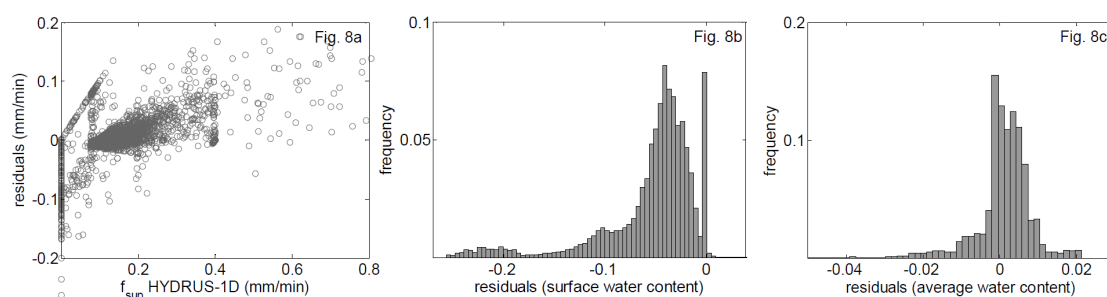 0.2
0.1
0
-0.1
-0.2
0.2
0.4
0.6
0.8
residuals (mm/min)
f_sup HYDRUS-1D (mm/min)
Fig. 8a
0.1
0.05
frequency
-0.2
-0.1
0
residuals (surface water content)
Fig. 8b
0.2
0.1
frequency
-0.04
-0.02
0
0.02
residuals (average water content)
Fig. 8c